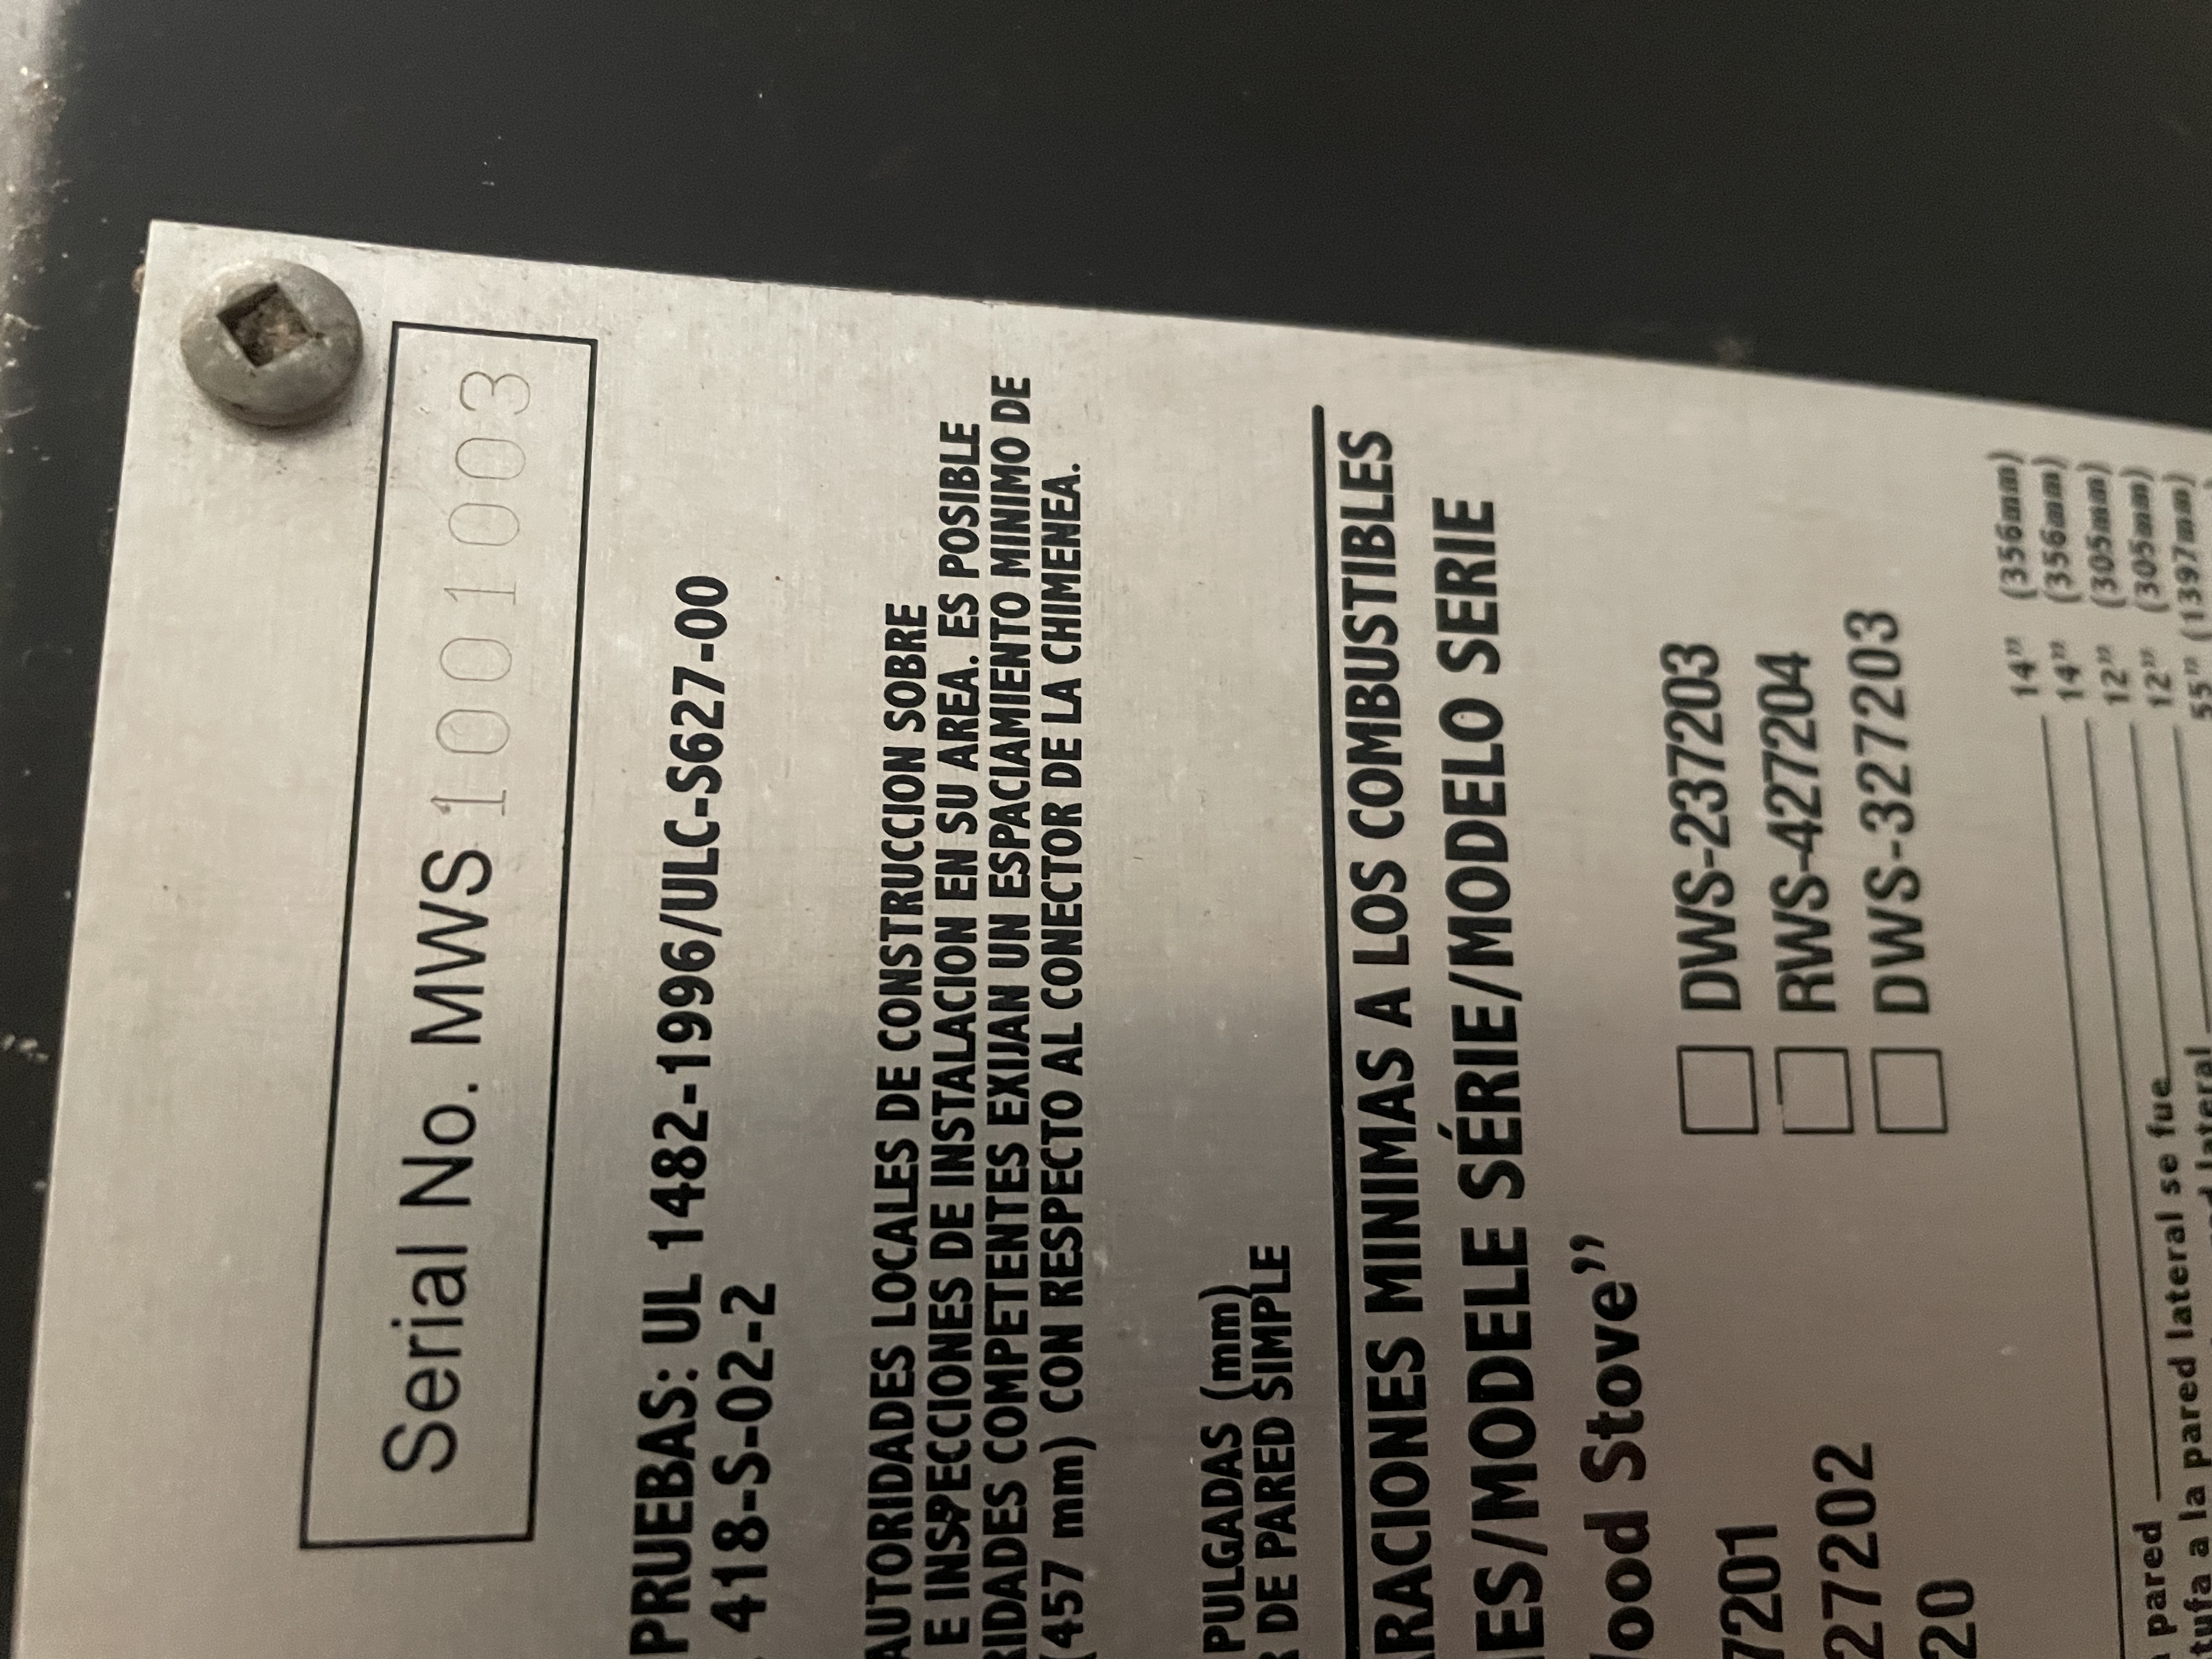 Serial No. MWS 1001003
PRUEBAS: UL 1482-1996/ULC-S627-00
418-S-02-2
AUTORIDADES LOCALES DE CONSTRUCCION SOBRE
E INSPECCIONES DE INSTALACION EN SU AREA. ES POSIBLE
RIDADES COMPETENTES EXIJAN UN ESPACIAMIENTO MINIMO DE
(457 mm) CON RESPECTO AL CONECTOR DE LA CHIMENEA.
PULGADAS (mm)
R DE PARED SIMPLE
RACIONES MINIMAS A LOS COMBUSTIBLES
ES/MODELE SÉRIE/MODELO SERIE
ood Stove”
7201
DWS-237203
27202
RWS-427204
20
DWS-327203
14” (356mm)
14” (356mm)
pared 12” (305mm)
tufa a la pared lateral se fue 12” (305mm)
lateral 55” (1397mm)